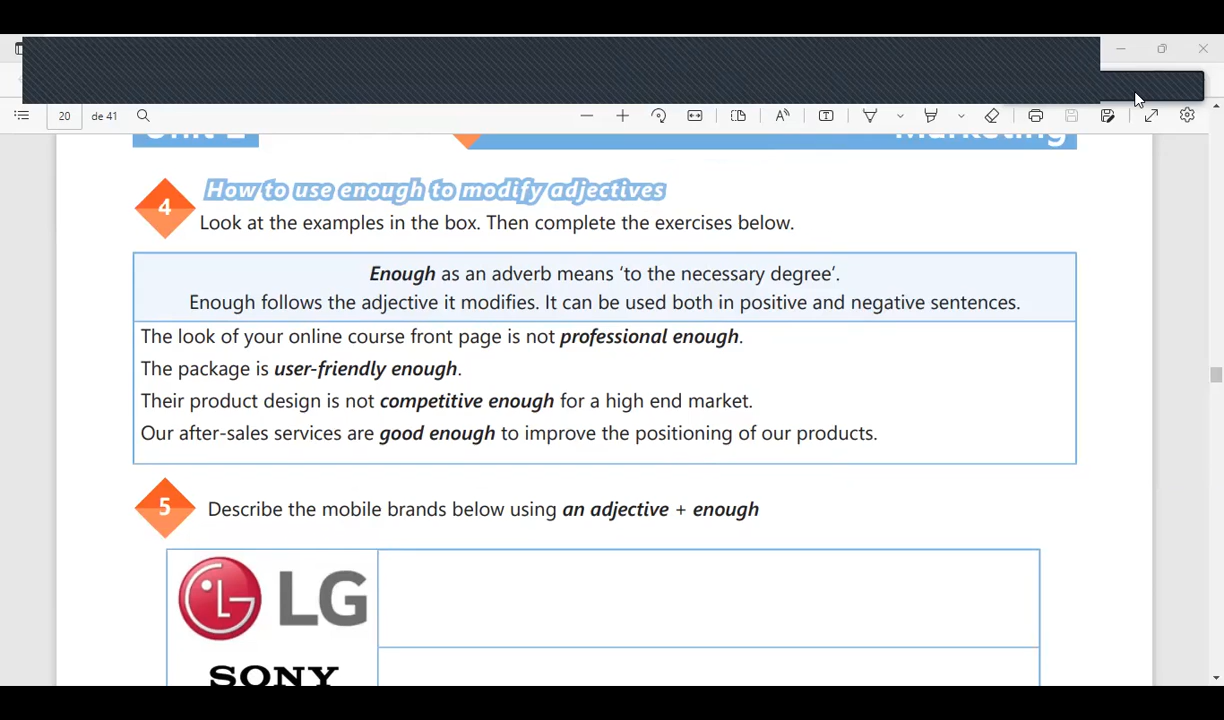 20 de 41
Unit 2
Marketing
4
How to use enough to modify adjectives
Look at the examples in the box. Then complete the exercises below.
Enough as an adverb means ‘to the necessary degree’.
Enough follows the adjective it modifies. It can be used both in positive and negative sentences.
The look of your online course front page is not professional enough.
The package is user-friendly enough.
Their product design is not competitive enough for a high end market.
Our after-sales services are good enough to improve the positioning of our products.
5
Describe the mobile brands below using an adjective + enough
LG
SONY